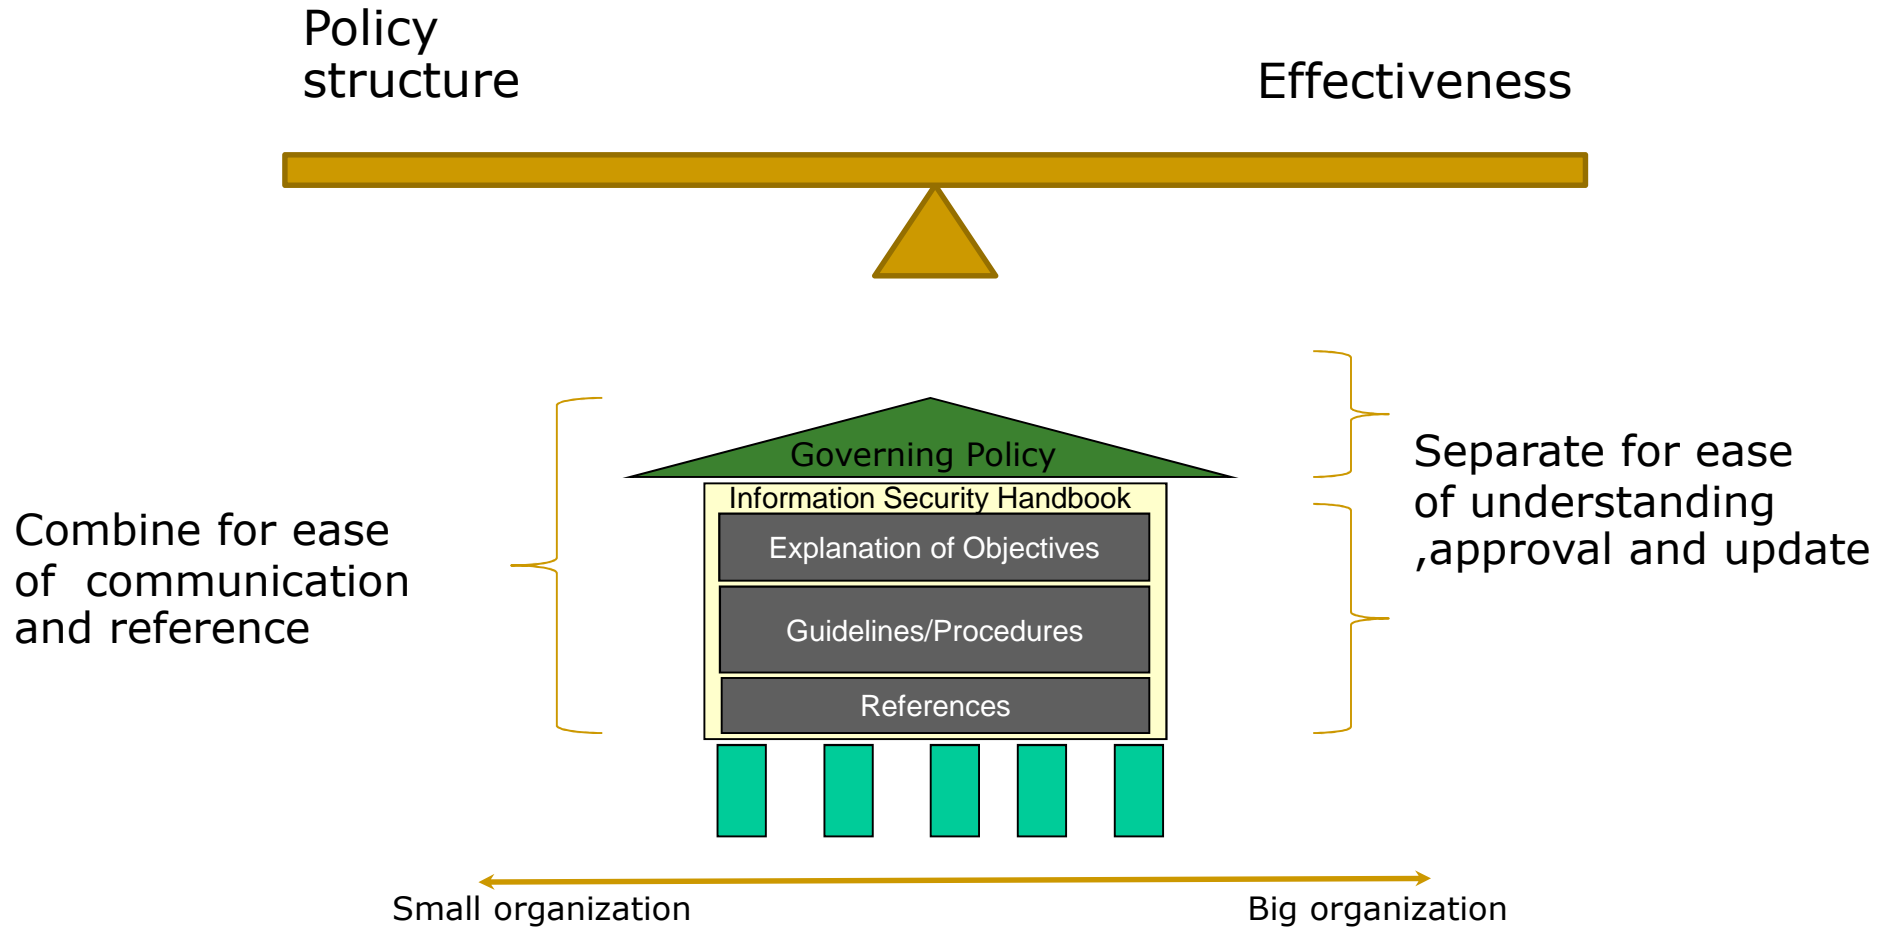 Policy
structure
Effectiveness
Governing Policy
Information Security Handbook
Explanation of Objectives
Guidelines/Procedures
References
Combine for ease
of  communication
and reference
Separate for ease
of understanding
,approval and update
Small organization
Big organization